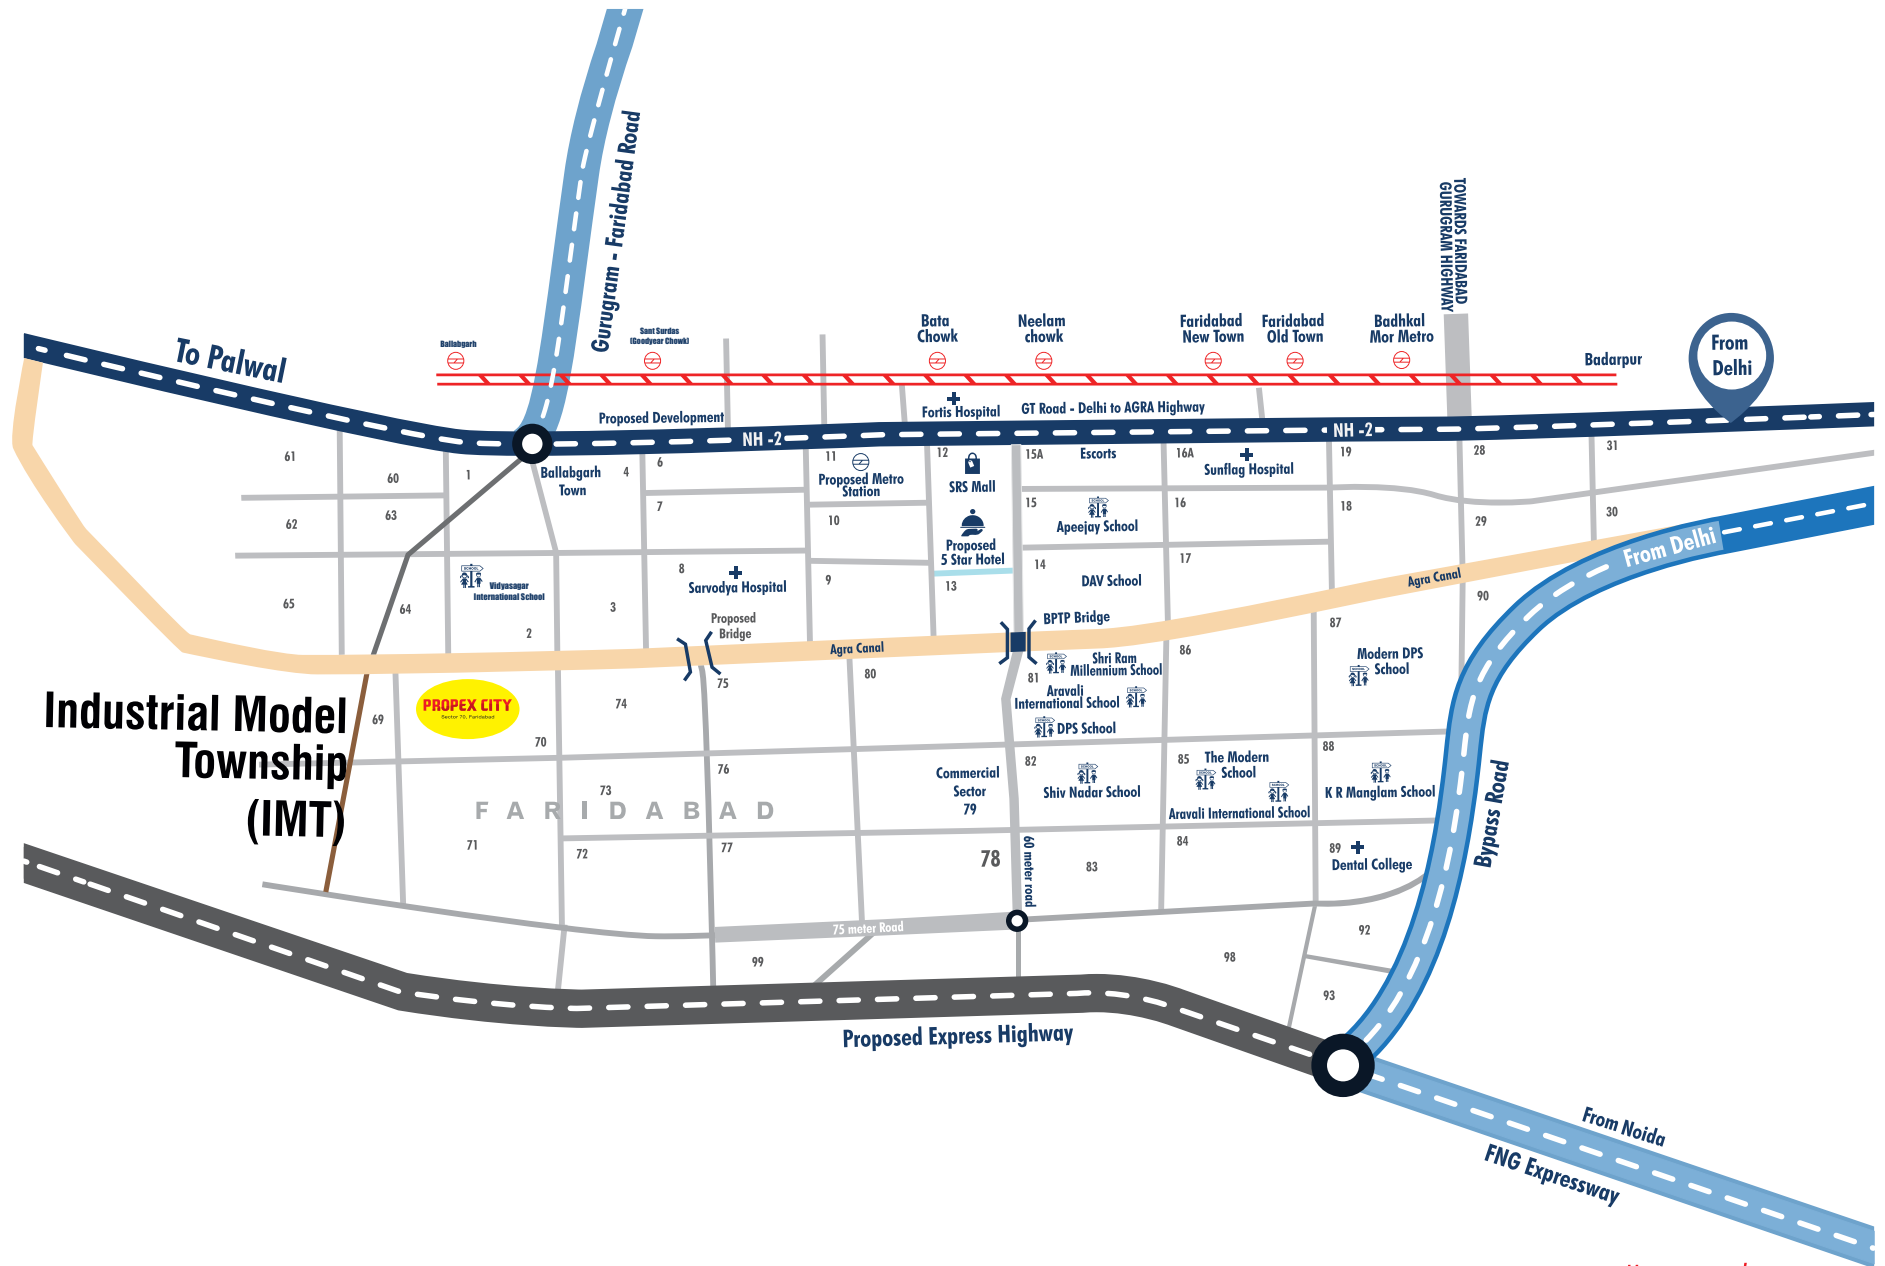 Gurugram - Faridabad Road
TOWARDS FARIDABAD
GURUGRAM HIGHWAY
To Palwal
Ballabgarh
Sant Surdas
(Goodyear Chowk)
Bata
Chowk
Neelam
chowk
Faridabad
New Town
Faridabad
Old Town
Badhkal
Mor Metro
Badarpur
From
Delhi
Proposed Development
Fortis Hospital
GT Road - Delhi to AGRA Highway
NH -2
NH -2
61
60
1
Ballabgarh
Town
4
6
11
Proposed Metro
Station
12
SRS Mall
15A
Escorts
16A
Sunflag Hospital
19
28
31
62
63
7
10
Proposed
5 Star Hotel
15
SCHOOL
Apeejay School
16
18
29
30
From Delhi
65
64
SCHOOL
Vidyasagar
International School
2
3
8
Sarvodya Hospital
9
13
14
DAV School
17
Agra Canal
90
Proposed
Bridge
Agra Canal
BPTP Bridge
87
Industrial Model
Township
(IMT)
69
PROPEX CITY
Sector 70, Faridabad
70
74
75
80
81
Shri Ram
Millennium School
Aravali
International School
DPS School
86
Modern DPS
School
88
FARIDABAD
73
76
Commercial
Sector
79
82
Shiv Nadar School
85
The Modern
School
Aravali International School
K R Manglam School
Bypass Road
71
72
77
78
60 meter road
83
84
89
Dental College
75 meter Road
99
98
92
93
Proposed Express Highway
From Noida
FNG Expressway